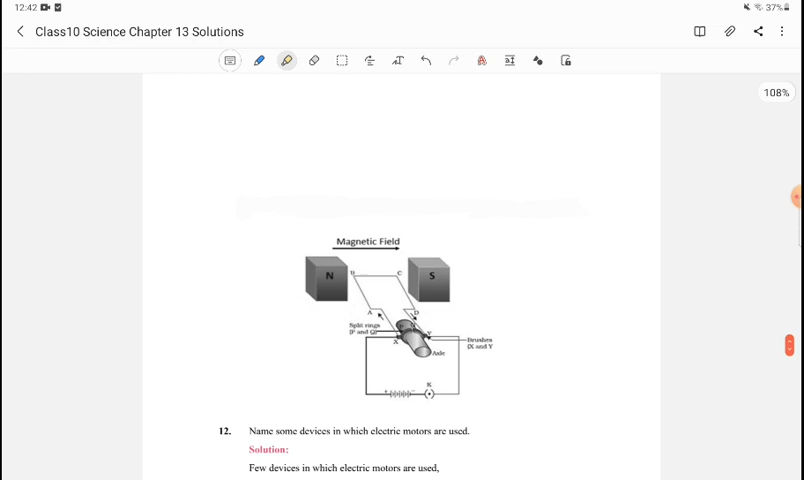 12:42
37%
Class10 Science Chapter 13 Solutions
108%
Magnetic Field
N
S
B
C
A
D
Split rings
(P and Q)
X
Y
Brushes
(X and Y
Axle
K
+
-
12. Name some devices in which electric motors are used.
Solution:
Few devices in which electric motors are used,